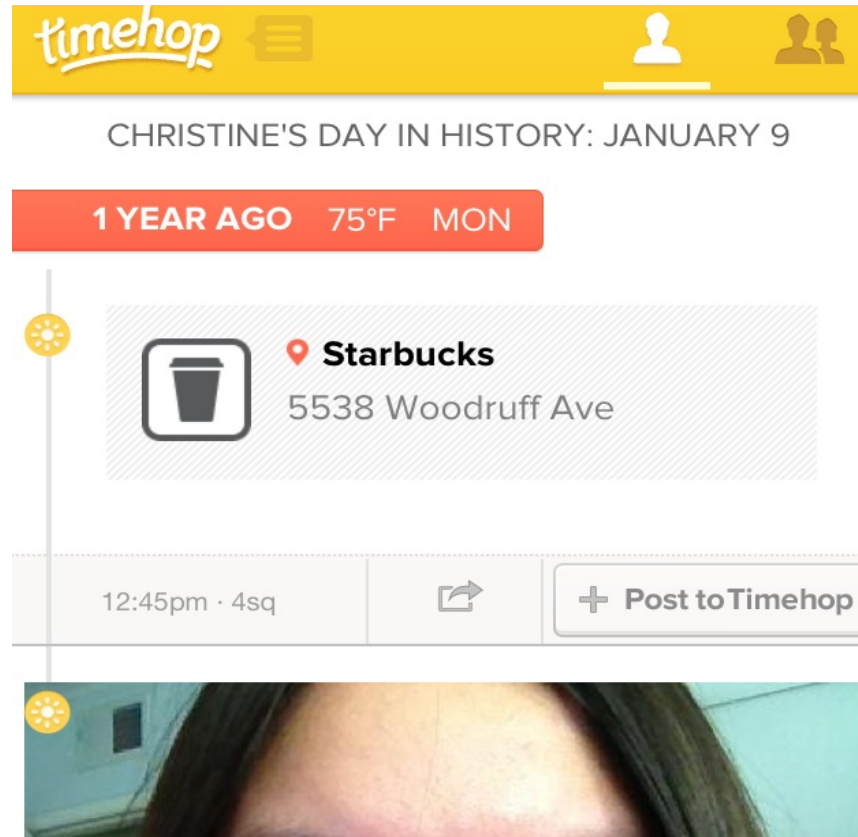 timehop
CHRISTINE'S DAY IN HISTORY: JANUARY 9
1 YEAR AGO 75°F MON
Starbucks
5538 Woodruff Ave
12:45pm · 4sq
Post to Timehop